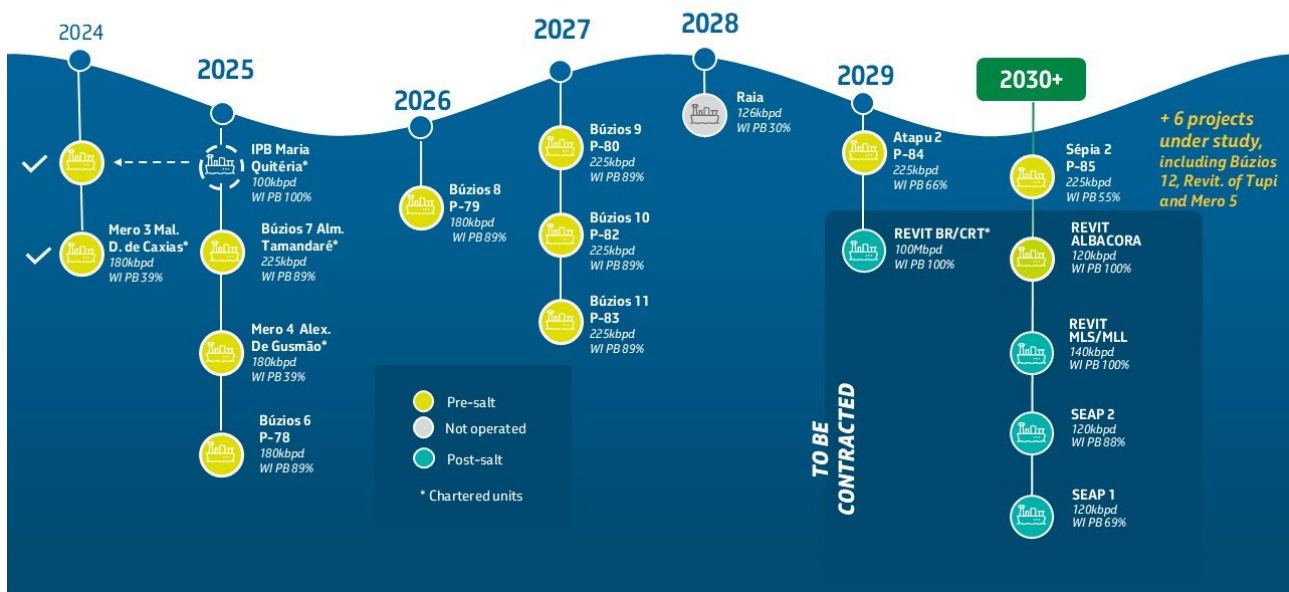 2024
Mero 3 Mal.
D. de Caxias*
180kbpd
WI PB 39%
2025
IPB Maria
Quitéria*
100kbpd
WI PB 100%
Búzios 7 Alm.
Tamandaré*
225kbpd
WI PB 89%
Mero 4 Alex.
De Gusmão*
180kbpd
WI PB 39%
Búzios 6
P-78
180kbpd
WI PB 89%
2026
Búzios 8
P-79
180kbpd
WI PB 89%
2027
Búzios 9
P-80
225kbpd
WI PB 89%
Búzios 10
P-82
225kbpd
WI PB 89%
Búzios 11
P-83
225kbpd
WI PB 89%
2028
Raia
126kbpd
WI PB 30%
2029
Atapu 2
P-84
225kbpd
WI PB 66%
REVIT BR/CRT*
100Mbpd
WI PB 100%
2030+
Sépia 2
P-85
225kbpd
WI PB 55%
REVIT
ALBACORA
120kbpd
WI PB 100%
REVIT
MLS/MLL
140kbpd
WI PB 100%
SEAP 2
120kbpd
WI PB 88%
SEAP 1
120kbpd
WI PB 69%
+ 6 projects
under study,
including Búzios
12, Revit. of Tupi
and Mero 5
TO BE
CONTRACTED
Pre-salt
Not operated
Post-salt
* Chartered units